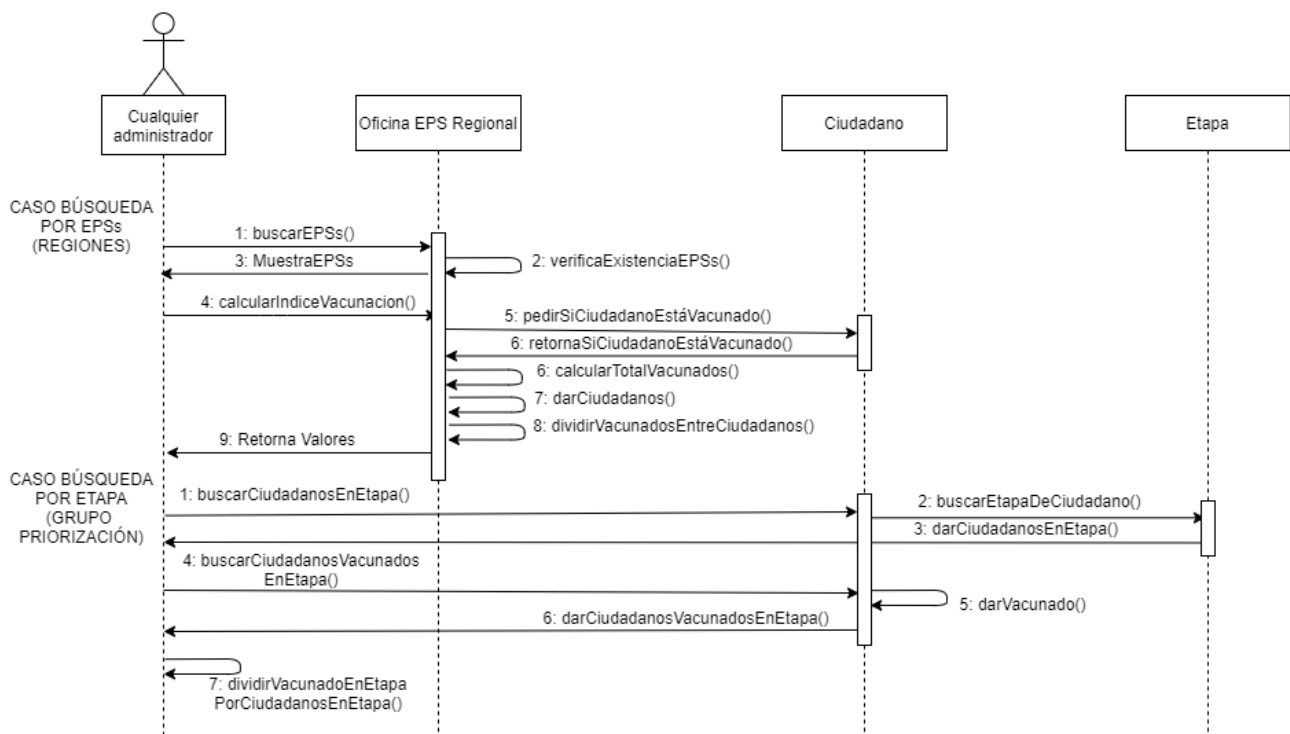 Cualquier
administrador
Oficina EPS Regional
Ciudadano
Etapa
CASO BÚSQUEDA
POR EPSs
(REGIONES)
1: buscarEPSs()
2: verificaExistenciaEPSs()
3: MuestraEPSs
4: calcularIndiceVacunacion()
5: pedirSiCiudadanoEstáVacunado()
6: retornaSiCiudadanoEstáVacunado()
6: calcularTotalVacunados()
7: darCiudadanos()
8: dividirVacunadosEntreCiudadanos()
9: Retorna Valores
CASO BÚSQUEDA
POR ETAPA
(GRUPO
PRIORIZACIÓN)
1: buscarCiudadanosEnEtapa()
2: buscarEtapaDeCiudadano()
3: darCiudadanosEnEtapa()
4: buscarCiudadanosVacunados
EnEtapa()
5: darVacunado()
6: darCiudadanosVacunadosEnEtapa()
7: dividirVacunadoEnEtapa
PorCiudadanosEnEtapa()